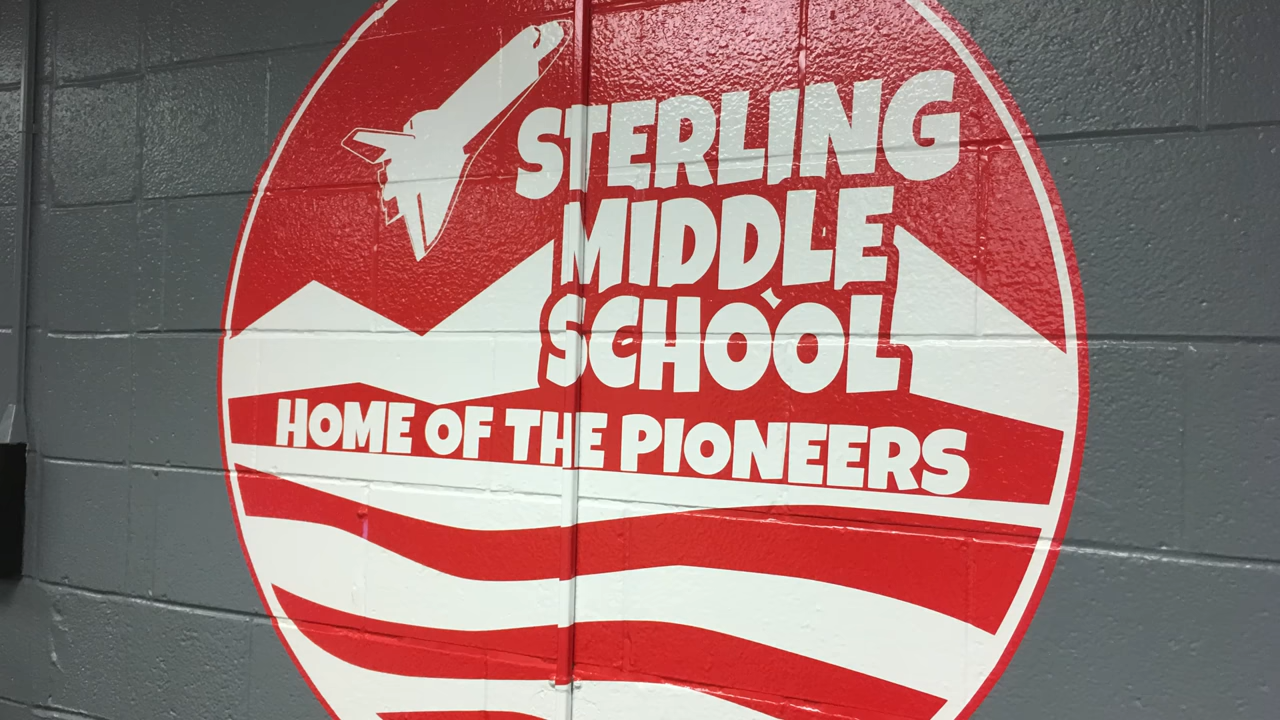 STERLING
MIDDLE
SCHOOL
HOME OF THE PIONEERS